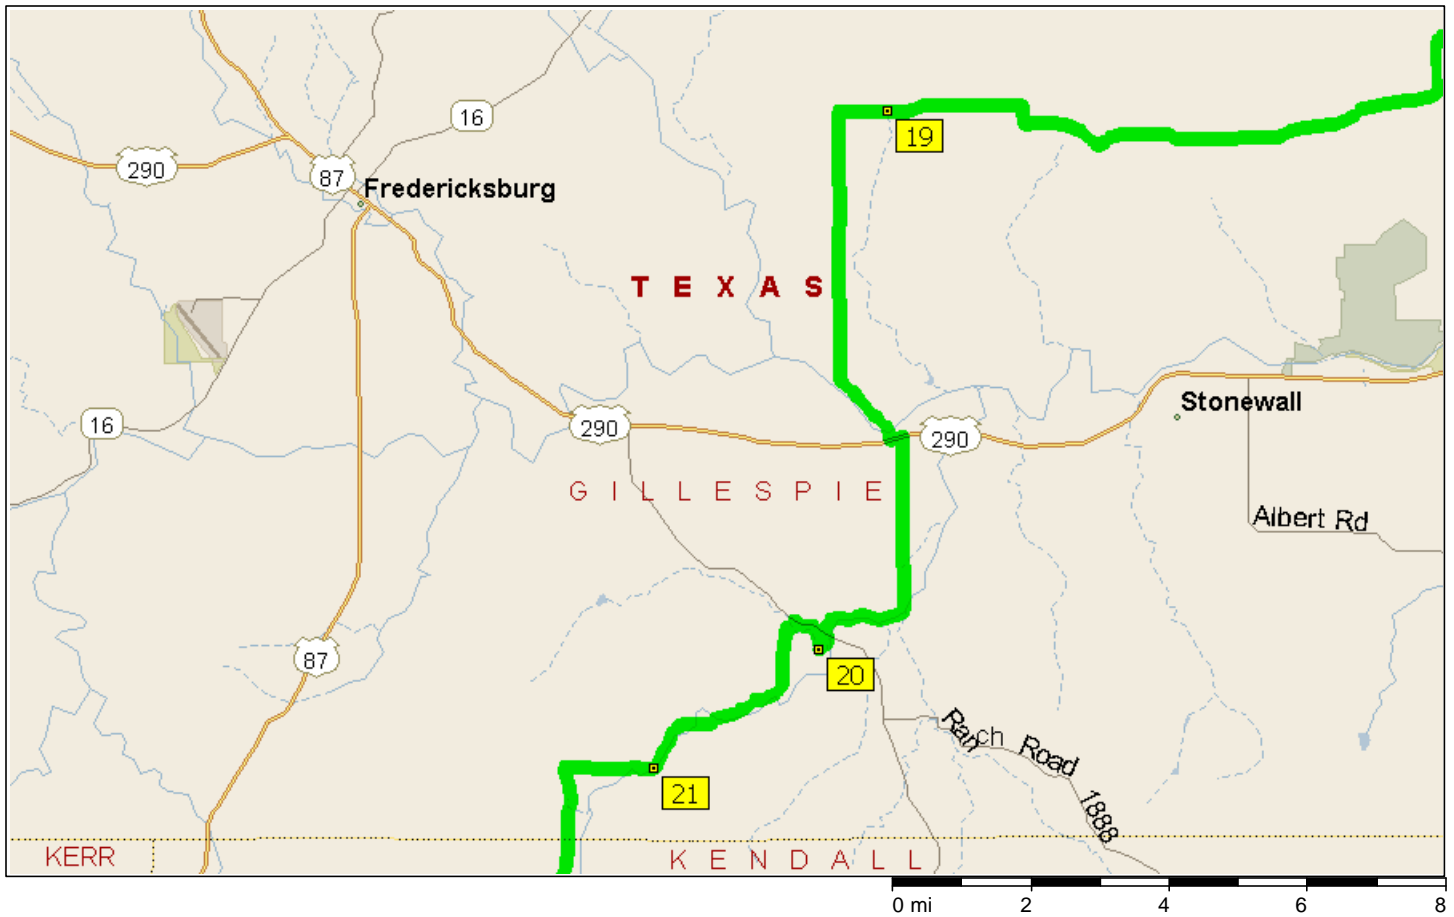 16
19
290
87
Fredericksburg
TEXAS
Stonewall
16
290
290
GILLESPIE
Albert Rd
87
20
Ranch Road 1888
21
KERR
KENDALL
0 mi 2 4 6 8